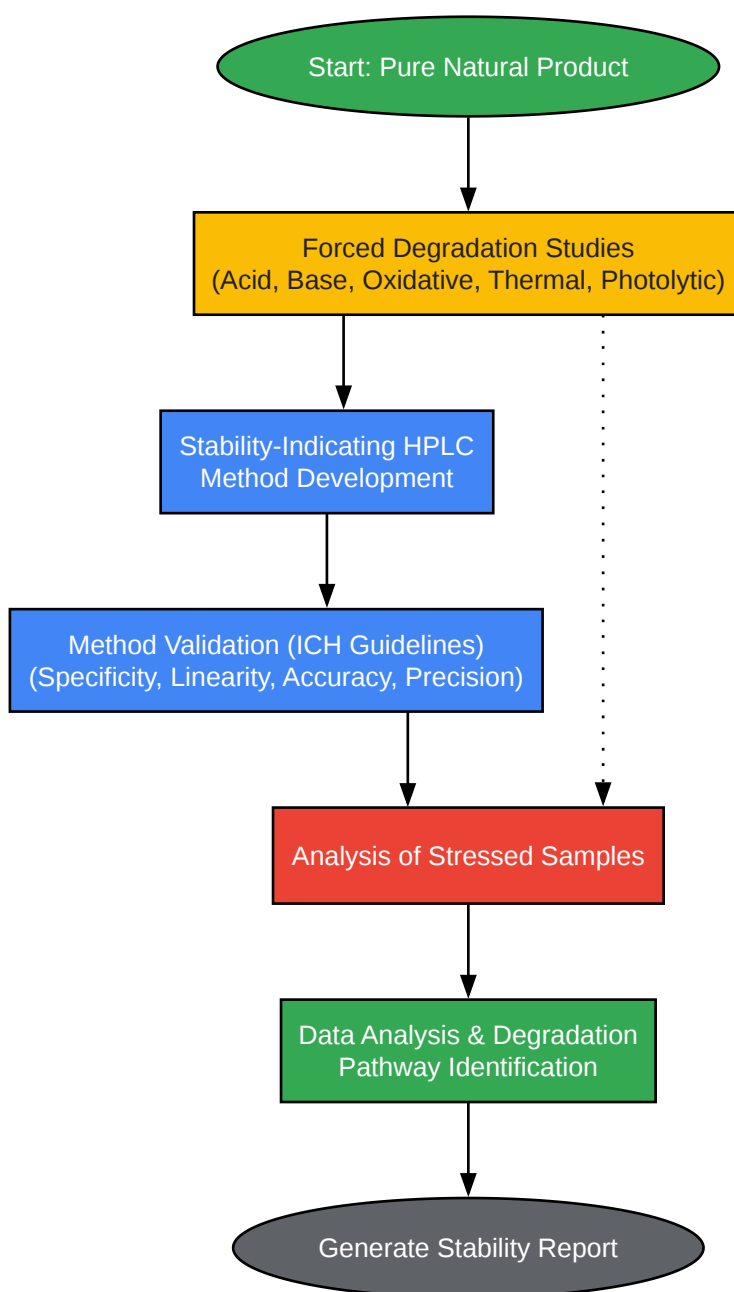 Start: Pure Natural Product
Forced Degradation Studies
(Acid, Base, Oxidative, Thermal, Photolytic)
Stability-Indicating HPLC
Method Development
Method Validation (ICH Guidelines)
(Specificity, Linearity, Accuracy, Precision)
Analysis of Stressed Samples
Data Analysis & Degradation
Pathway Identification
Generate Stability Report